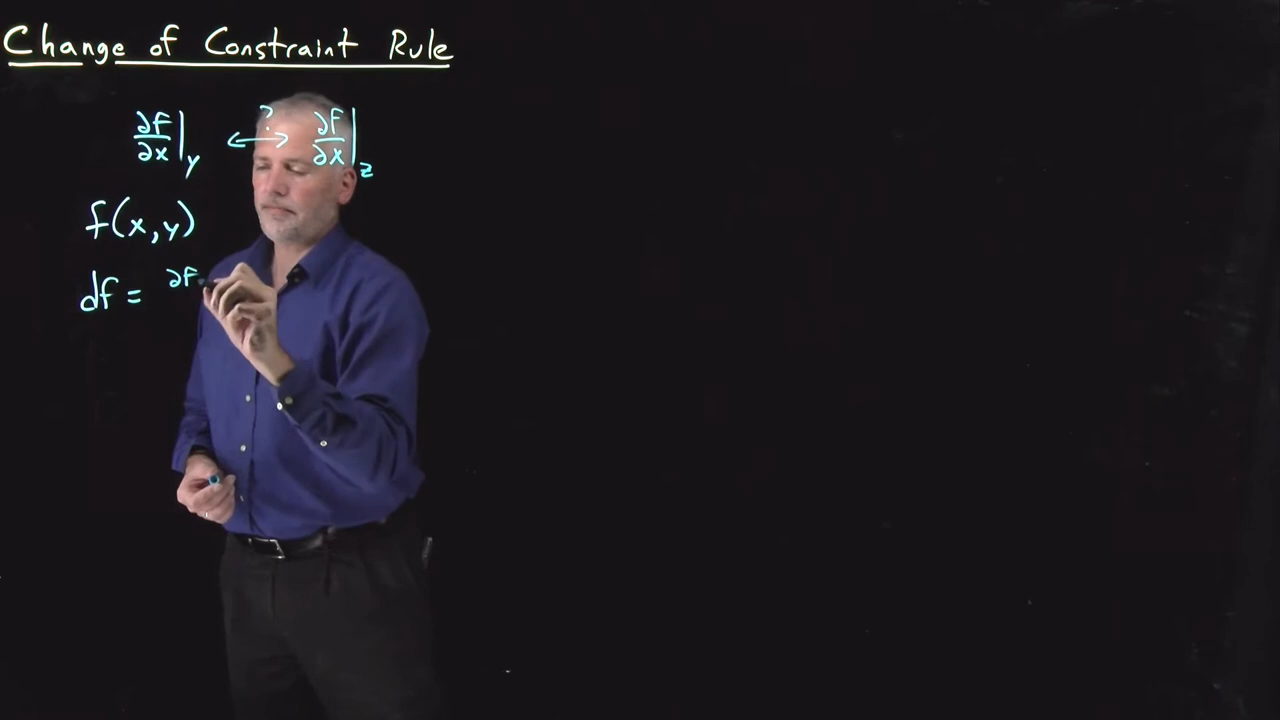 Change of Constraint Rule
∂f/∂x|y ⟷? ∂f/∂x|z
f(x,y)
df = ∂f